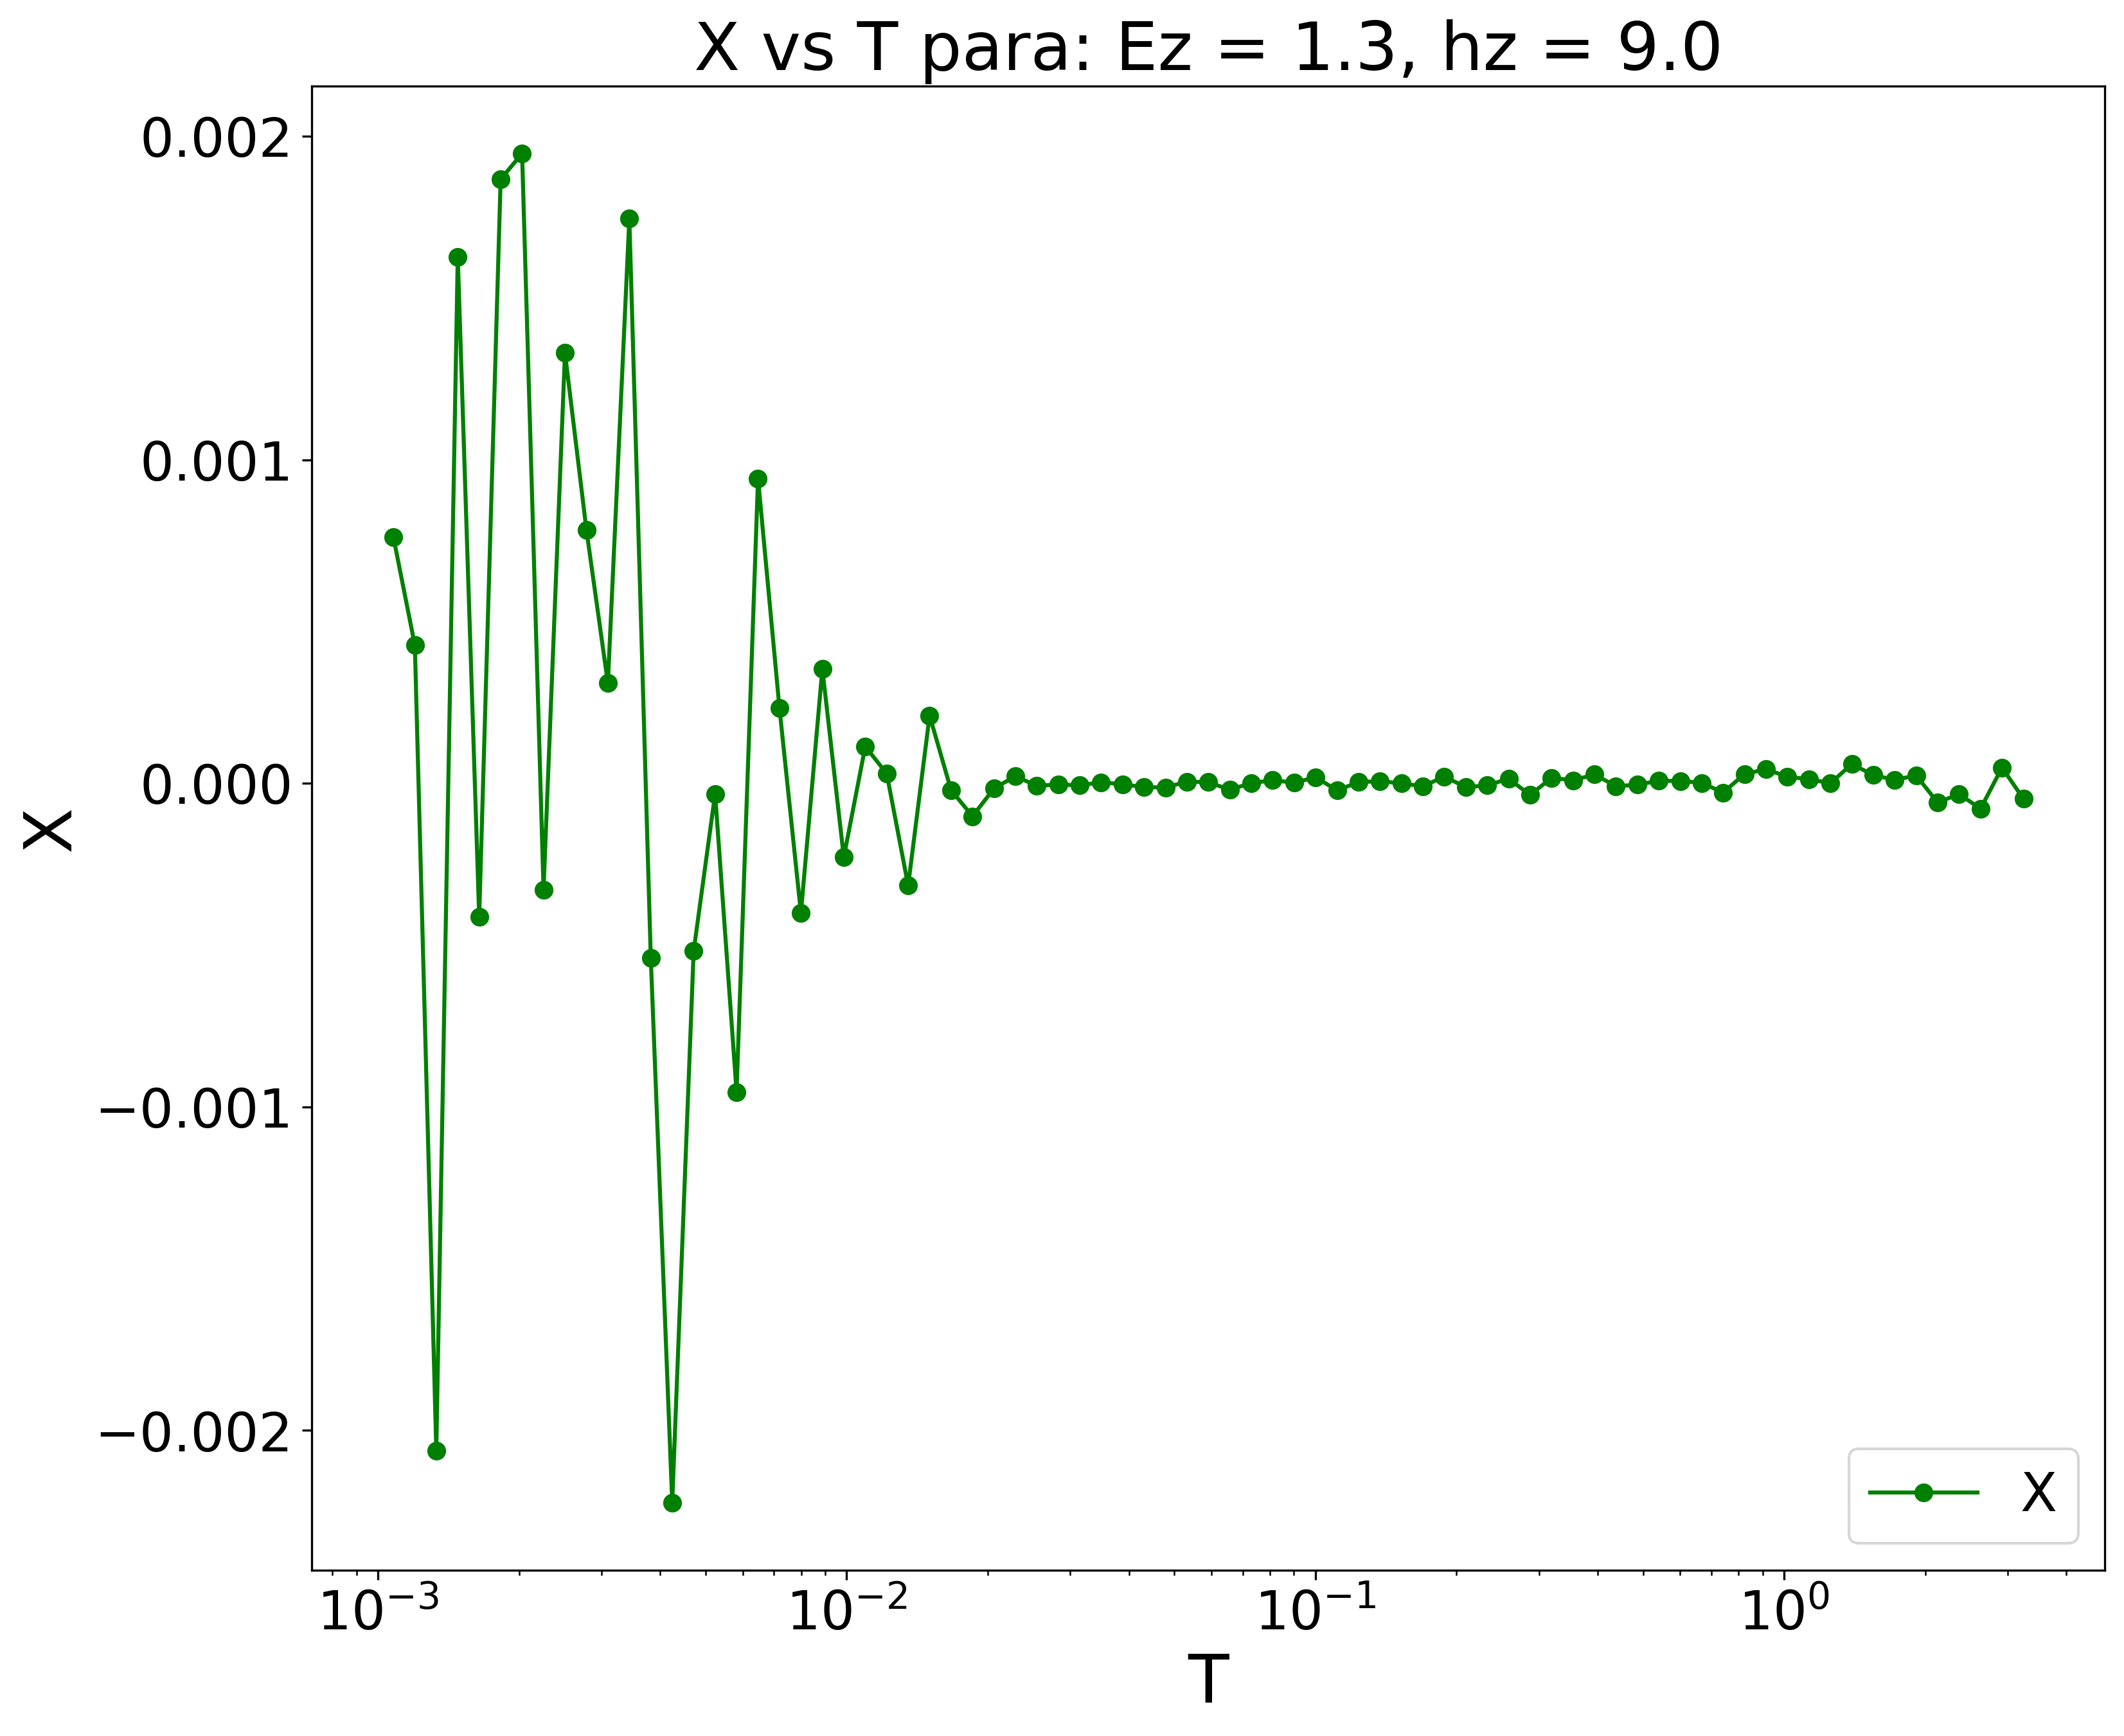 X vs T para: Ez = 1.3, hz = 9.0
0.002
0.001
0.000
−0.001
−0.002
X
10⁻³ 10⁻² 10⁻¹ 10⁰
T
X